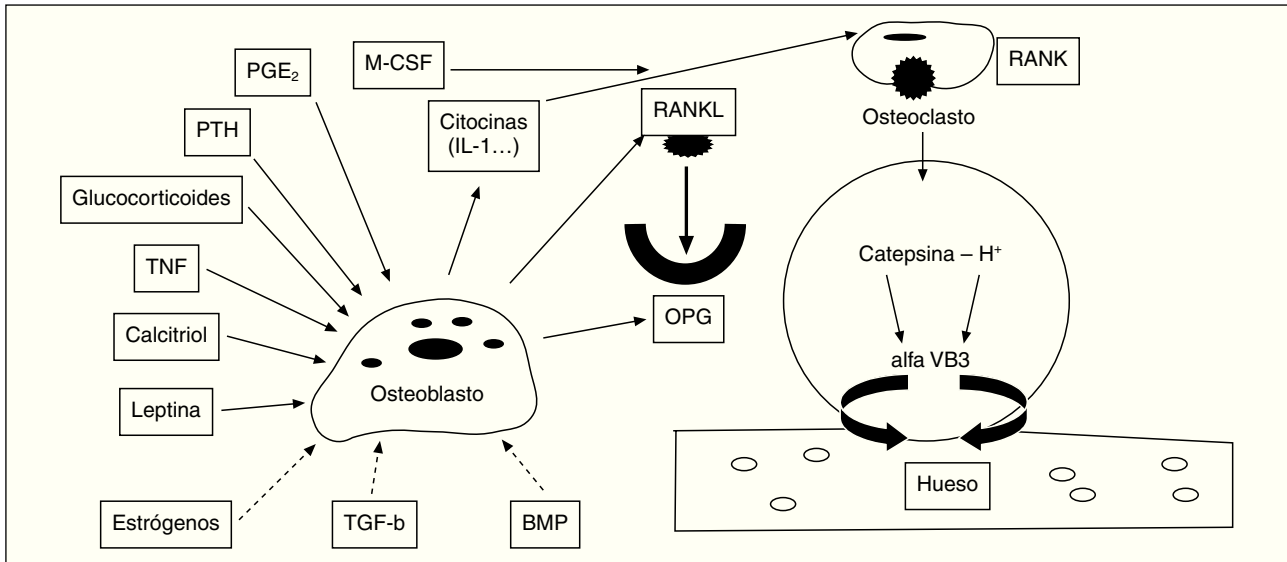 PGE₂
M-CSF
RANK
PTH
Citocinas
(IL-1…)
RANKL
Osteoclasto
Glucocorticoides
TNF
Catepsina – H⁺
Calcitriol
OPG
alfa VB3
Leptina
Osteoblasto
Hueso
Estrógenos
TGF-b
BMP